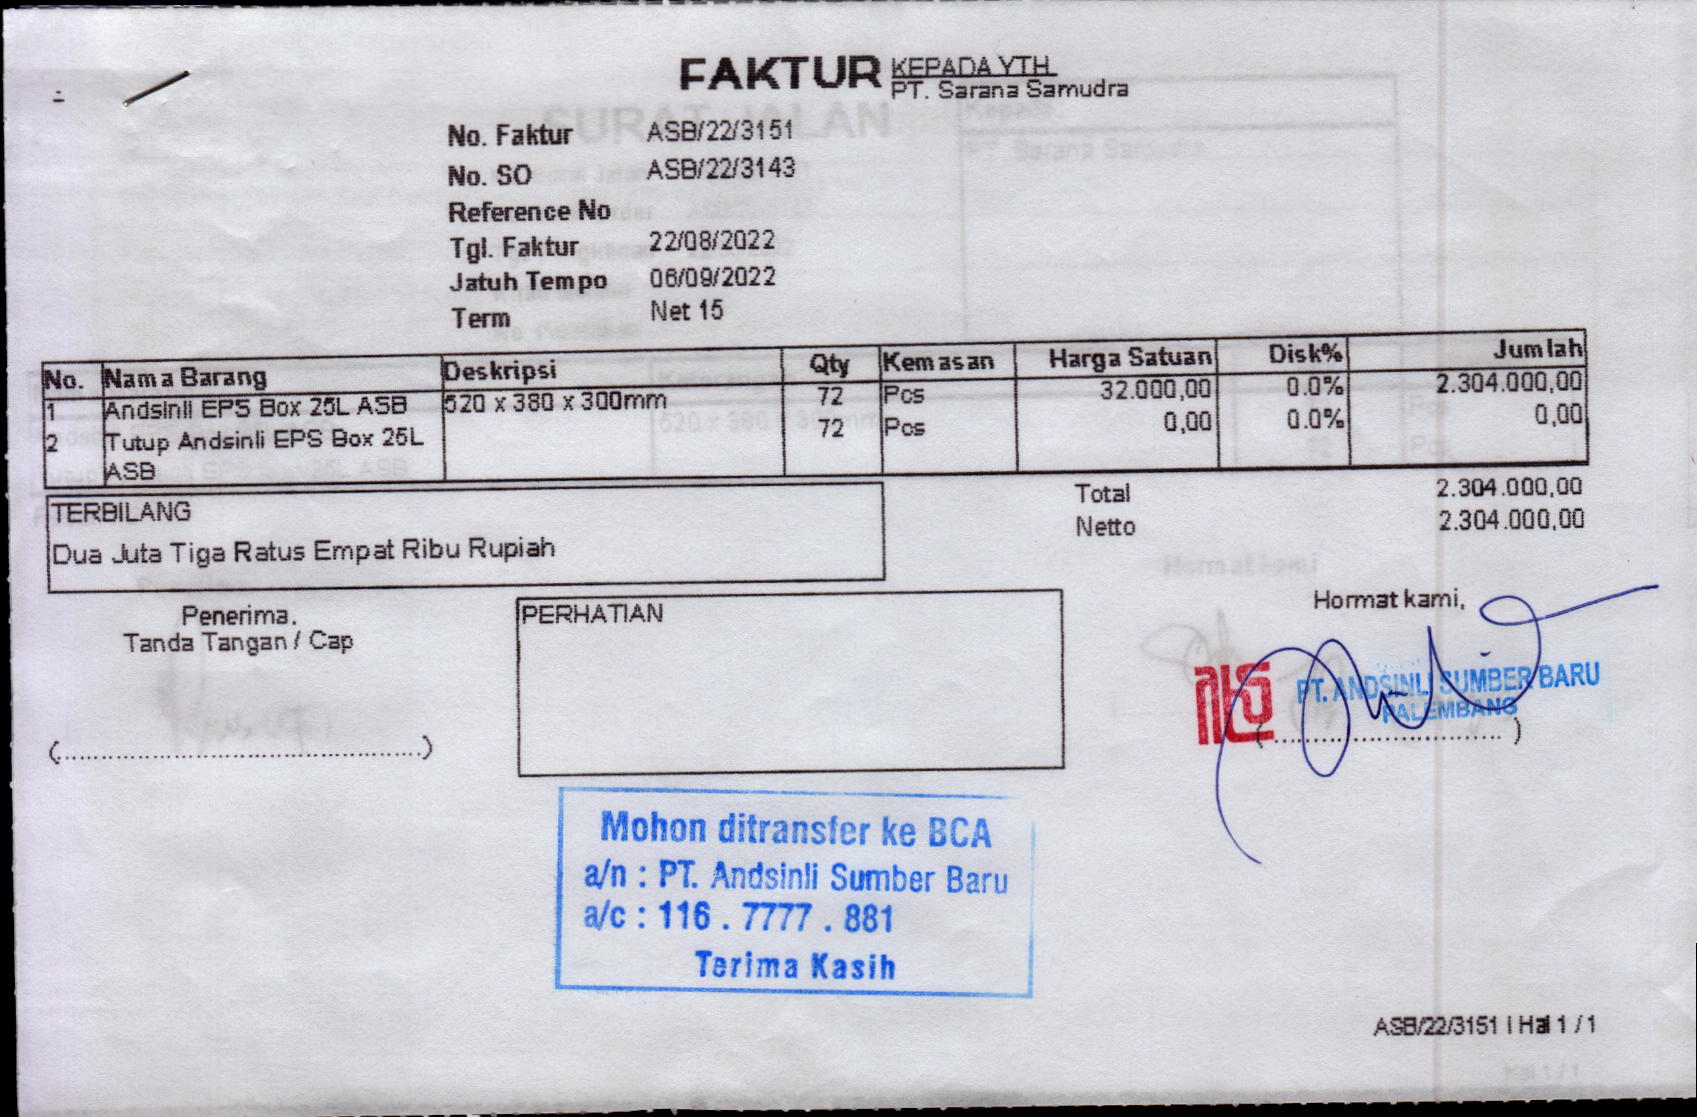 FAKTUR
KEPADA YTH
PT. Sarana Samudra
No. Faktur ASB/22/3151
No. SO ASB/22/3143
Reference No
Tgl. Faktur 22/08/2022
Jatuh Tempo 06/09/2022
Term Net 15
No. Nama Barang Deskripsi Qty Kemasan Harga Satuan Disk% Jumlah
1 Andsinli EPS Box 25L ASB 520 x 380 x 300mm 72 Pcs 32.000,00 0.0% 2.304.000,00
2 Tutup Andsinli EPS Box 25L 72 Pcs 0,00 0.0% 0,00
ASB
Total 2.304.000,00
Netto 2.304.000,00
TERBILANG
Dua Juta Tiga Ratus Empat Ribu Rupiah
Penerima.
Tanda Tangan / Cap
(..........................................)
PERHATIAN
Hormat kami,
PT. ANDSINLI SUMBER BARU
PALEMBANG
(..............................)
Mohon ditransfer ke BCA
a/n : PT. Andsinli Sumber Baru
a/c : 116 . 7777 . 881
Terima Kasih
ASB/22/3151 | Hal 1 / 1